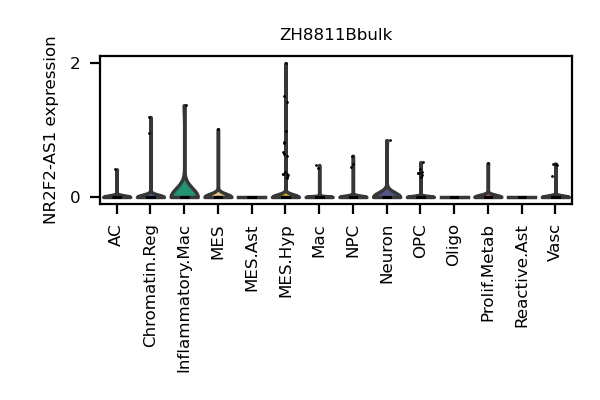 ZH8811Bbulk
NR2F2-AS1 expression
2
0
AC
Chromatin.Reg
Inflammatory.Mac
MES
MES.Ast
MES.Hyp
Mac
NPC
Neuron
OPC
Oligo
Prolif.Metab
Reactive.Ast
Vasc